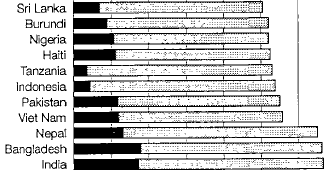 Sri Lanka
Burundi
Nigeria
Haiti
Tanzania
Indonesia
Pakistan
Viet Nam
Nepal
Bangladesh
India